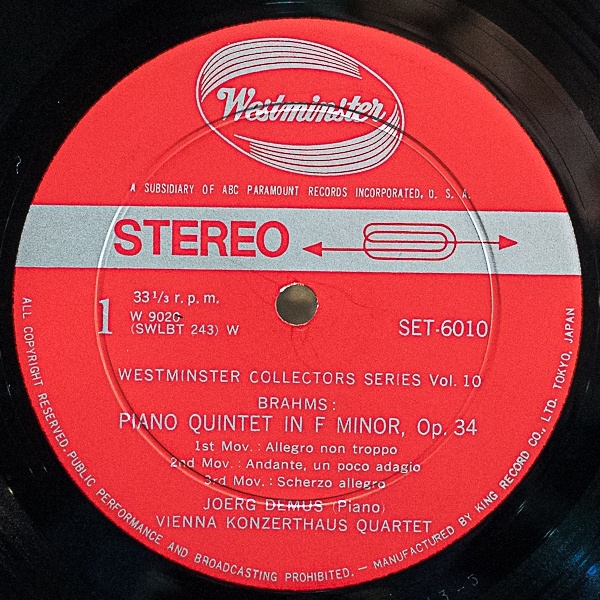 Westminster
A SUBSIDIARY OF ABC PARAMOUNT RECORDS INCORPORATED, U. S. A.
STEREO
33 1/3 r. p. m.
1
W 9020
(SWLBT 243) W
SET-6010
WESTMINSTER COLLECTORS SERIES Vol. 10
BRAHMS:
PIANO QUINTET IN F MINOR, Op. 34
1st Mov. : Allegro non troppo
2nd Mov. : Andante, un poco adagio
3rd Mov. : Scherzo allegro
JOERG DEMUS (Piano)
VIENNA KONZERTHAUS QUARTET
ALL COPYRIGHT RESERVED. PUBLIC PERFORMANCE AND BROADCASTING PROHIBITED. — MANUFACTURED BY KING RECORD CO., LTD. TOKYO, JAPAN